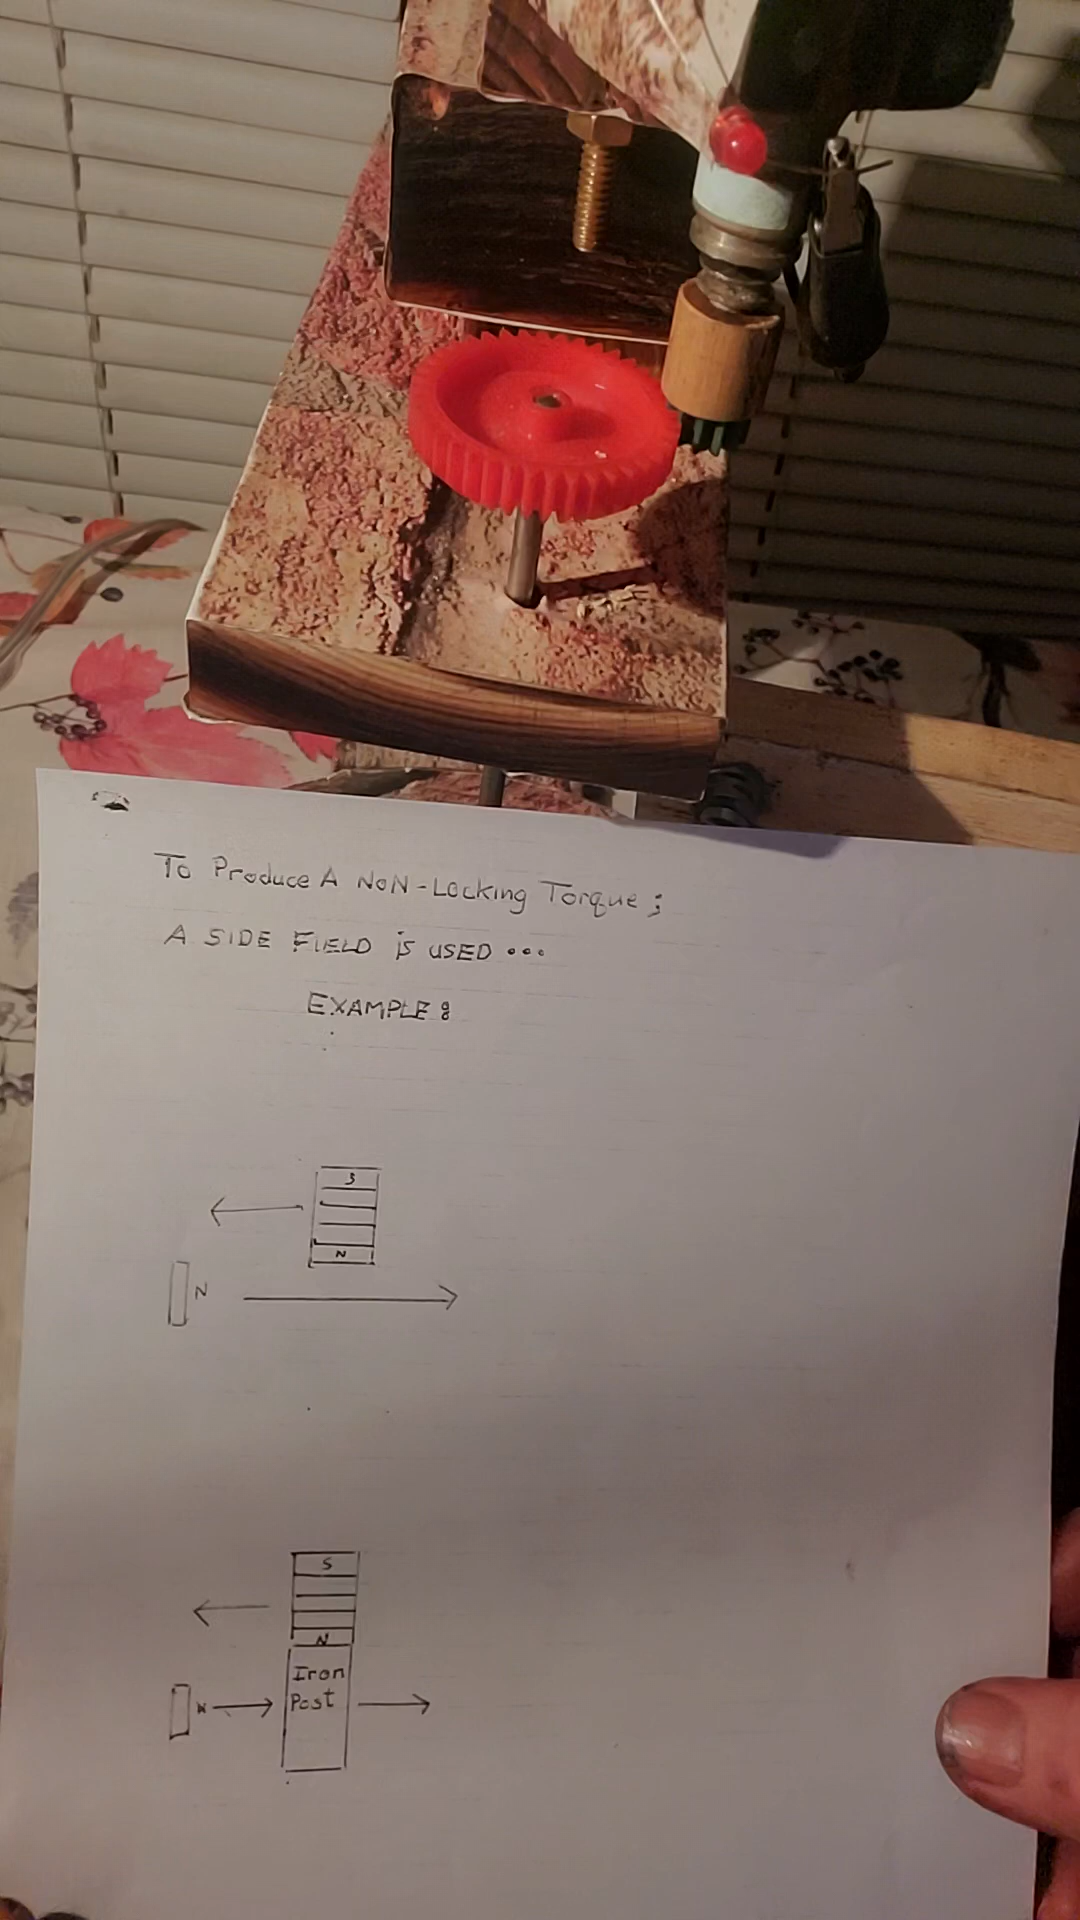 To Produce A NoN-Locking Torque;
A SIDE FIELD is USED ...
EXAMPLE:
S
N
N
S
N
Iron
Post
N